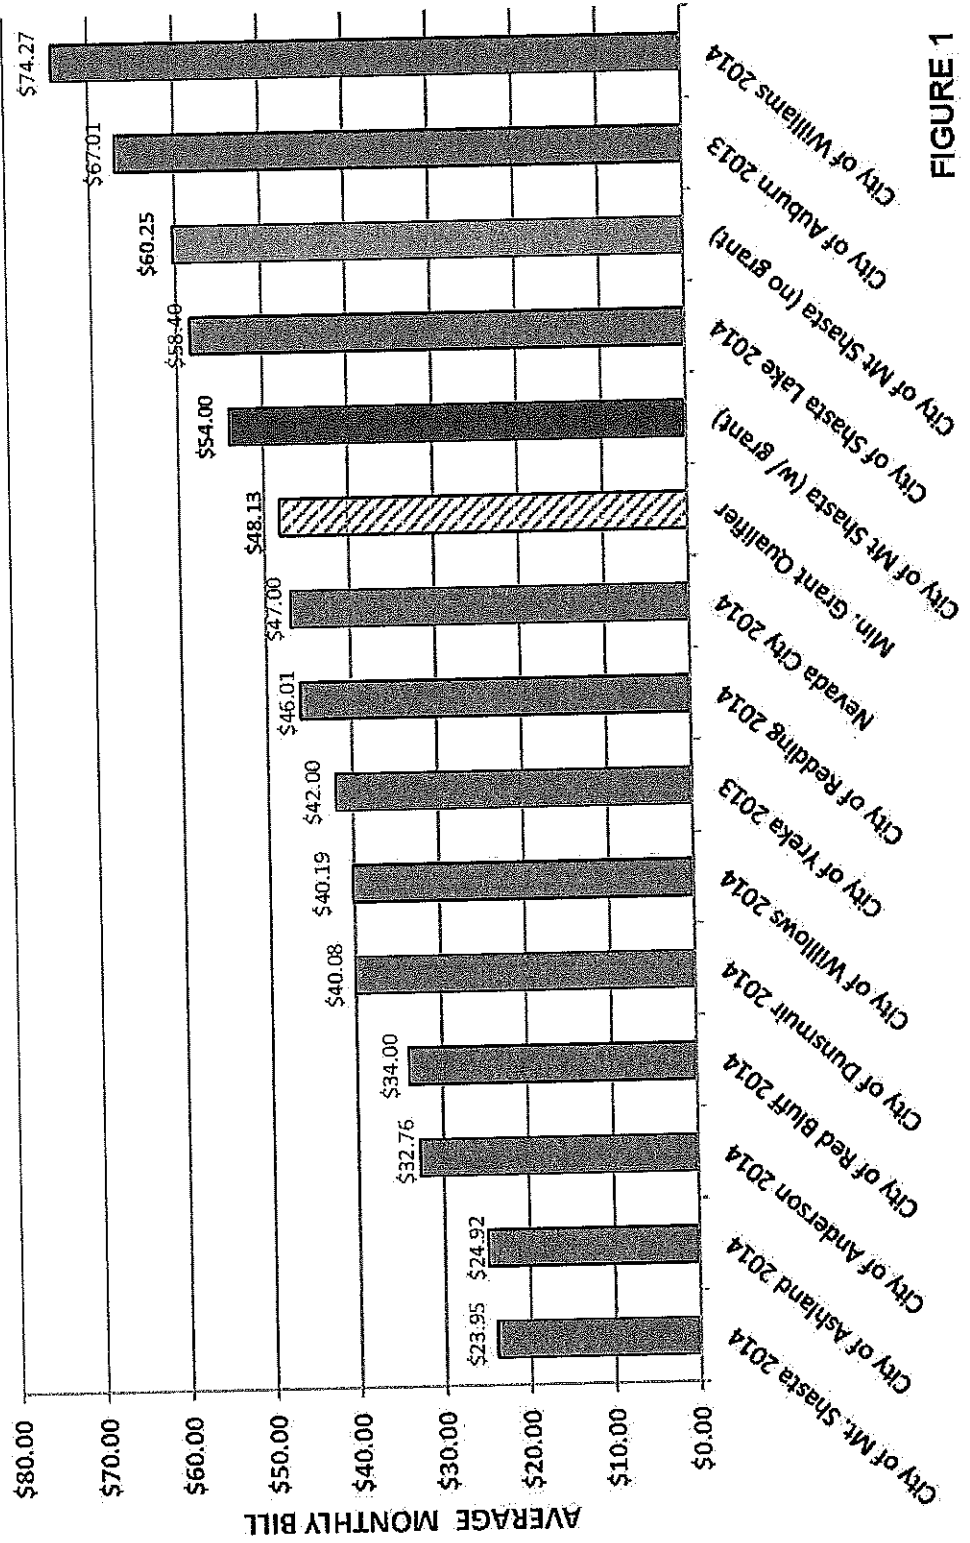 AVERAGE MONTHLY BILL
$80.00
$70.00
$60.00
$50.00
$40.00
$30.00
$20.00
$10.00
$0.00
$23.95
$24.92
$32.76
$34.00
$40.08
$40.19
$42.00
$46.01
$47.00
$48.13
$54.00
$58.40
$60.25
$67.01
$74.27
City of Mt. Shasta 2014
City of Ashland 2014
City of Anderson 2014
City of Red Bluff 2014
City of Dunsmuir 2014
City of Willlows 2014
City of Yreka 2013
City of Redding 2014
Nevada City 2014
Min. Grant Qualifier
City of Mt Shasta (w/ grant)
City of Shasta Lake 2014
City of Mt Shasta (no grant)
City of Auburn 2013
City of Williams 2014
FIGURE 1